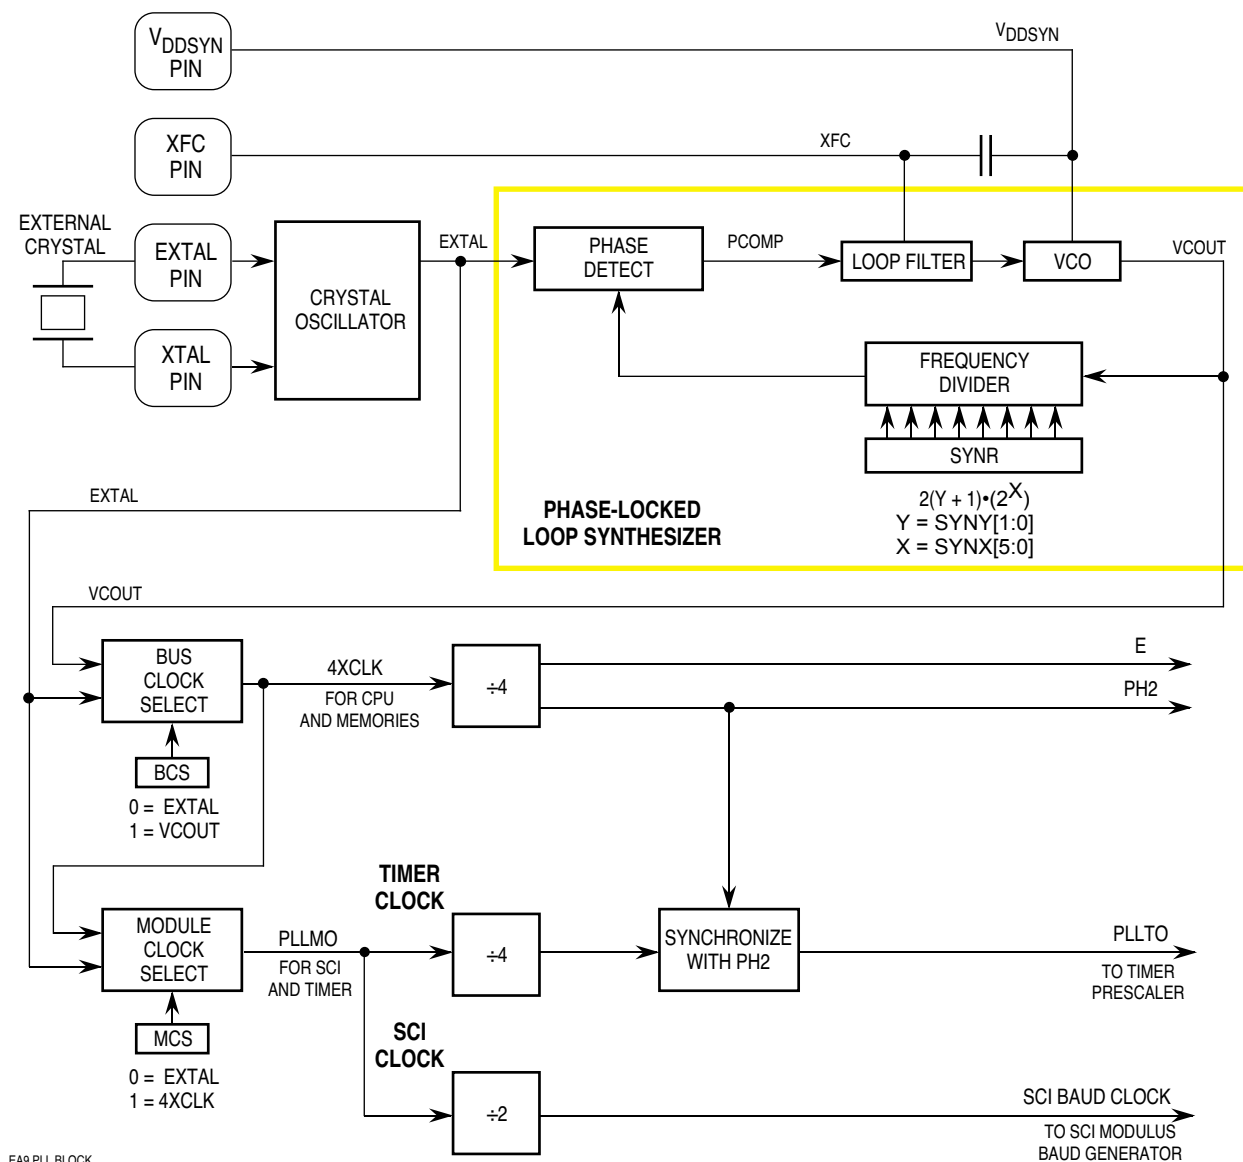 VDDSYN
PIN
VDDSYN
XFC
PIN
XFC
EXTERNAL
CRYSTAL
EXTAL
PIN
XTAL
PIN
CRYSTAL
OSCILLATOR
EXTAL
PHASE
DETECT
PCOMP
LOOP FILTER
VCO
VCOUT
FREQUENCY
DIVIDER
SYNR
2(Y + 1)•(2X)
Y = SYNY[1:0]
X = SYNX[5:0]
PHASE-LOCKED
LOOP SYNTHESIZER
EXTAL
VCOUT
BUS
CLOCK
SELECT
4XCLK
FOR CPU
AND MEMORIES
÷4
E
PH2
BCS
0 = EXTAL
1 = VCOUT
TIMER
CLOCK
MODULE
CLOCK
SELECT
PLLMO
FOR SCI
AND TIMER
÷4
SYNCHRONIZE
WITH PH2
PLLTO
TO TIMER
PRESCALER
MCS
0 = EXTAL
1 = 4XCLK
SCI
CLOCK
÷2
SCI BAUD CLOCK
TO SCI MODULUS
BAUD GENERATOR
EA9 PLL BLOCK